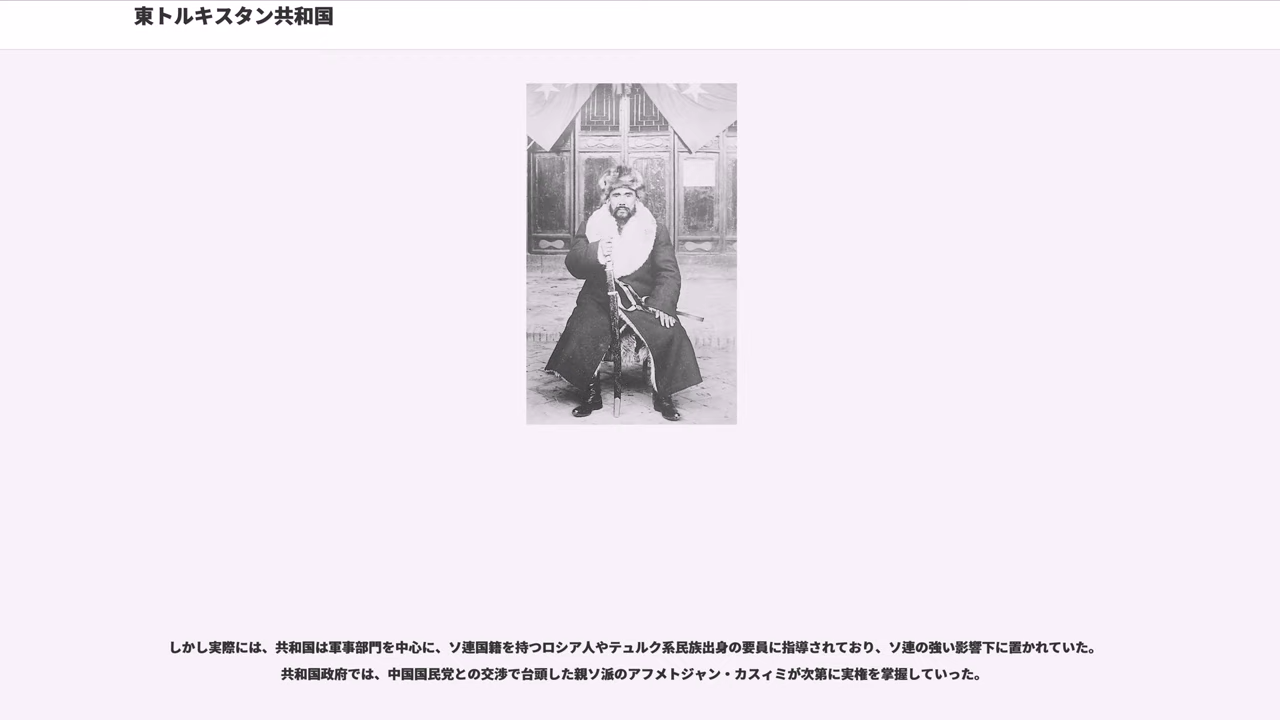 東トルキスタン共和国
しかし実際には、共和国は軍事部門を中心に、ソ連国籍を持つロシア人やテュルク系民族出身の要員に指導されており、ソ連の強い影響下に置かれていた。
共和国政府では、中国国民党との交渉で台頭した親ソ派のアフメトジャン・カスィミが次第に実権を掌握していった。